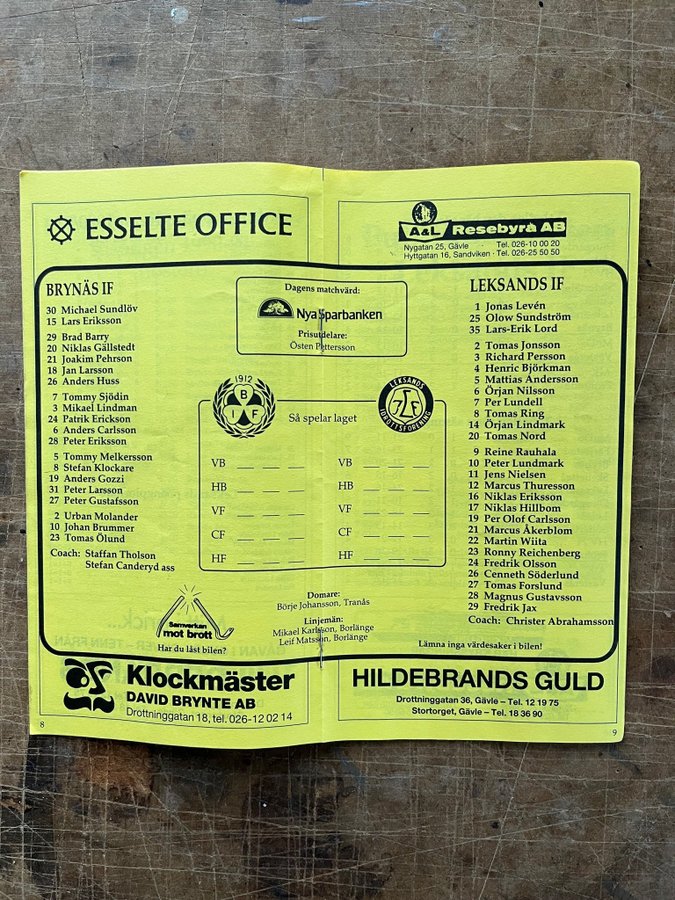 ESSELTE OFFICE
A&L Resebyrå AB
Nygatan 25, Gävle · Tel. 026-10 00 20
Hyttgatan 16, Sandviken · Tel. 026-25 50 50
BRYNÄS IF
30 Michael Sundlöv
15 Lars Eriksson
29 Brad Barry
20 Niklas Gällstedt
21 Joakim Pehrson
18 Jan Larsson
26 Anders Huss
7 Tommy Sjödin
3 Mikael Lindman
24 Patrik Erickson
6 Anders Carlsson
28 Peter Eriksson
5 Tommy Melkersson
8 Stefan Klockare
19 Anders Gozzi
31 Peter Larsson
27 Peter Gustafsson
2 Urban Molander
10 Johan Brummer
23 Tomas Ölund
Coach: Staffan Tholson
Stefan Canderyd ass
Dagens matchvärd:
Nya Sparbanken
Prisutdelare:
Östen Pettersson
1912
B
I F
LEKSANDS
IF
IDROTTSFÖRENING
Så spelar laget
VB
HB
VF
CF
HF
VB
HB
VF
CF
HF
Domare:
Börje Johansson, Tranås
Linjemän:
Mikael Karlsson, Borlänge
Leif Matsson, Borlänge
Samverkan
mot brott
Har du låst bilen?
LEKSANDS IF
1 Jonas Levén
25 Olow Sundström
35 Lars-Erik Lord
2 Tomas Jonsson
3 Richard Persson
4 Henric Björkman
5 Mattias Andersson
6 Örjan Nilsson
7 Per Lundell
8 Tomas Ring
14 Örjan Lindmark
20 Tomas Nord
9 Reine Rauhala
10 Peter Lundmark
11 Jens Nielsen
12 Marcus Thuresson
16 Niklas Eriksson
17 Niklas Hillbom
19 Per Olof Carlsson
21 Marcus Åkerblom
22 Martin Wiita
23 Ronny Reichenberg
24 Fredrik Olsson
26 Cenneth Söderlund
27 Tomas Forslund
28 Magnus Gustavsson
29 Fredrik Jax
Coach: Christer Abrahamsson
Lämna inga värdesaker i bilen!
Klockmäster
DAVID BRYNTE AB
Drottninggatan 18, tel. 026-12 02 14
HILDEBRANDS GULD
Drottninggatan 36, Gävle – Tel. 12 19 75
Stortorget, Gävle – Tel. 18 36 90
8
9